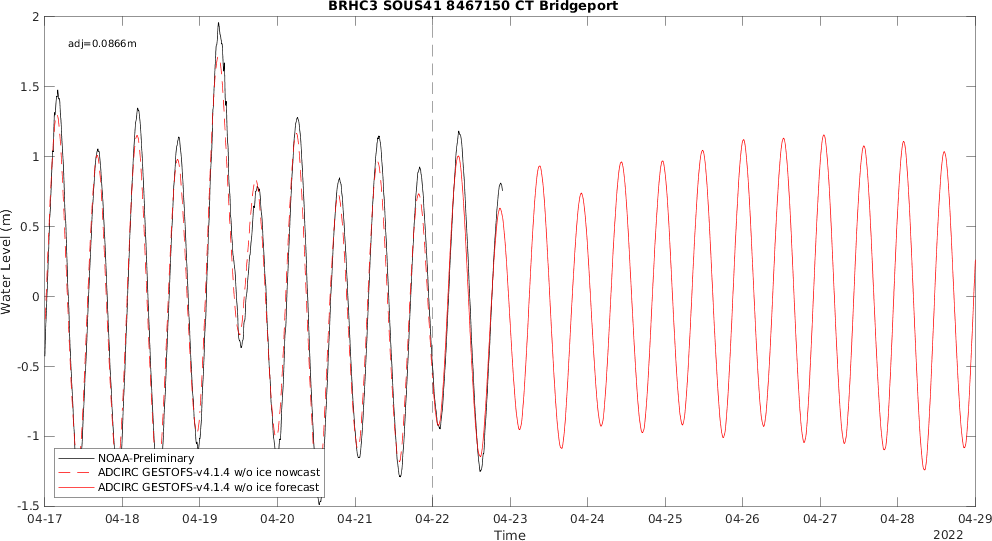 BRHC3 SOUS41 8467150 CT Bridgeport
adj=0.0866m
2
1.5
1
0.5
0
-0.5
-1
-1.5
Water Level (m)
NOAA-Preliminary
ADCIRC GESTOFS-v4.1.4 w/o ice nowcast
ADCIRC GESTOFS-v4.1.4 w/o ice forecast
04-17 04-18 04-19 04-20 04-21 04-22 04-23 04-24 04-25 04-26 04-27 04-28 04-29
Time
2022